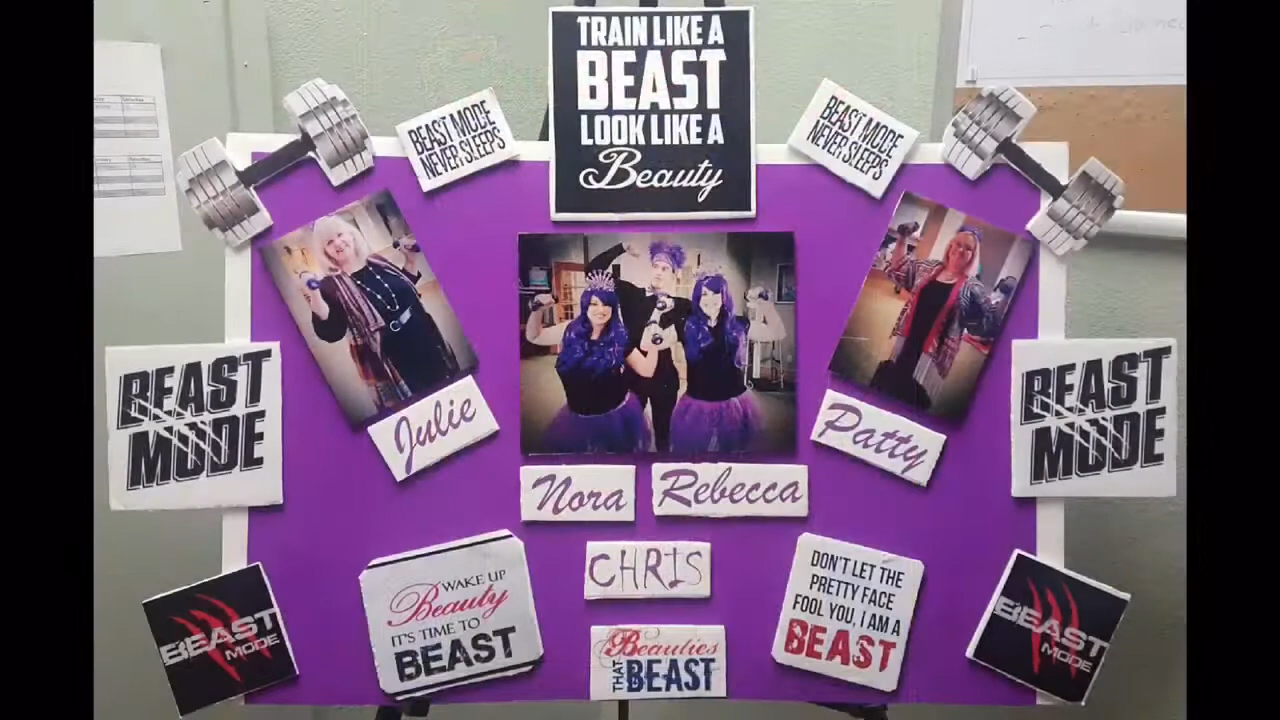 TRAIN LIKE A
BEAST
LOOK LIKE A
Beauty
BEAST MODE
NEVER SLEEPS
BEAST MODE
NEVER SLEEPS
BEAST
MODE
Julie
Patty
BEAST
MODE
Nora
Rebecca
CHRIS
BEAST
MODE
WAKE UP
Beauty
IT'S TIME TO
BEAST
Beauties
THAT BEAST
DON'T LET THE
PRETTY FACE
FOOL YOU, I AM A
BEAST
BEAST
MODE